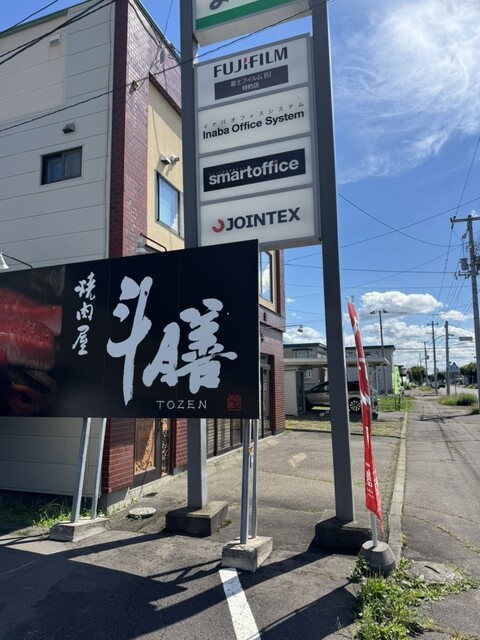 FUJIFILM
富士フイルムBI
特約店
イナバオフィスシステム
Inaba Office System
smartoffice
JOINTEX
焼肉屋
斗膳
TOZEN